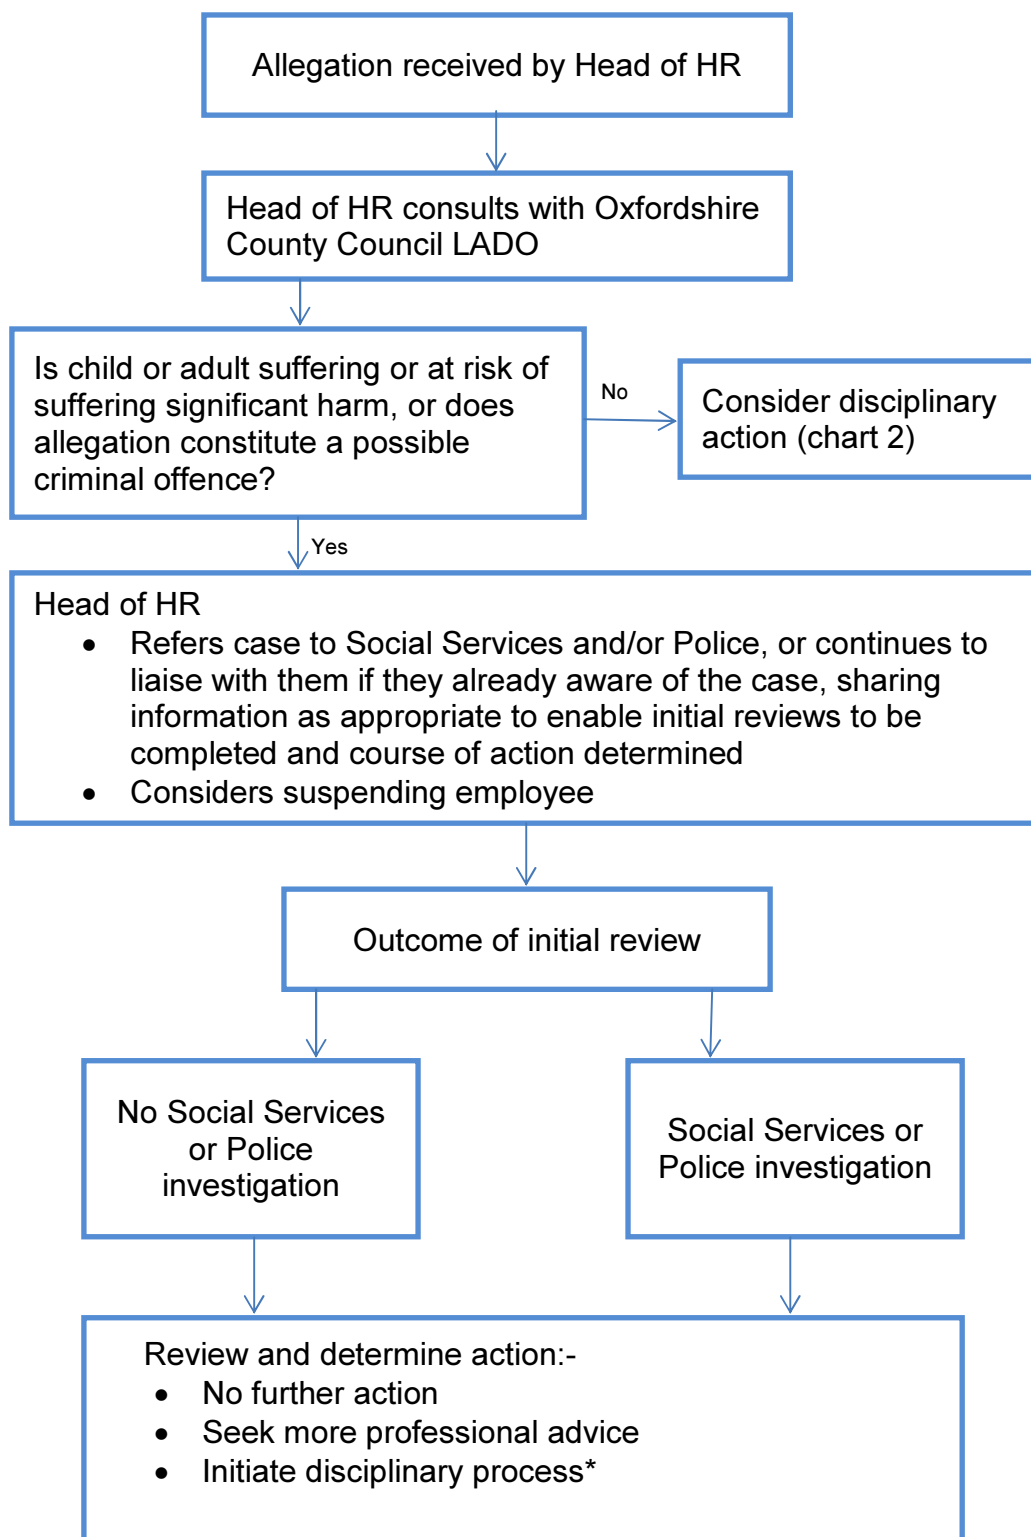 Allegation received by Head of HR
Head of HR consults with Oxfordshire
County Council LADO
Is child or adult suffering or at risk of
suffering significant harm, or does
allegation constitute a possible
criminal offence?
No
Consider disciplinary
action (chart 2)
Yes
Head of HR
• Refers case to Social Services and/or Police, or continues to
liaise with them if they already aware of the case, sharing
information as appropriate to enable initial reviews to be
completed and course of action determined
• Considers suspending employee
Outcome of initial review
No Social Services
or Police
investigation
Social Services or
Police investigation
Review and determine action:-
• No further action
• Seek more professional advice
• Initiate disciplinary process*